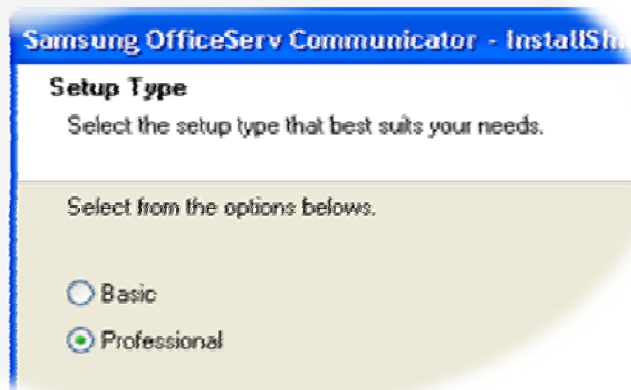 Samsung OfficeServ Communicator - InstallSh
Setup Type
Select the setup type that best suits your needs.
Select from the options belows.
Basic
Professional